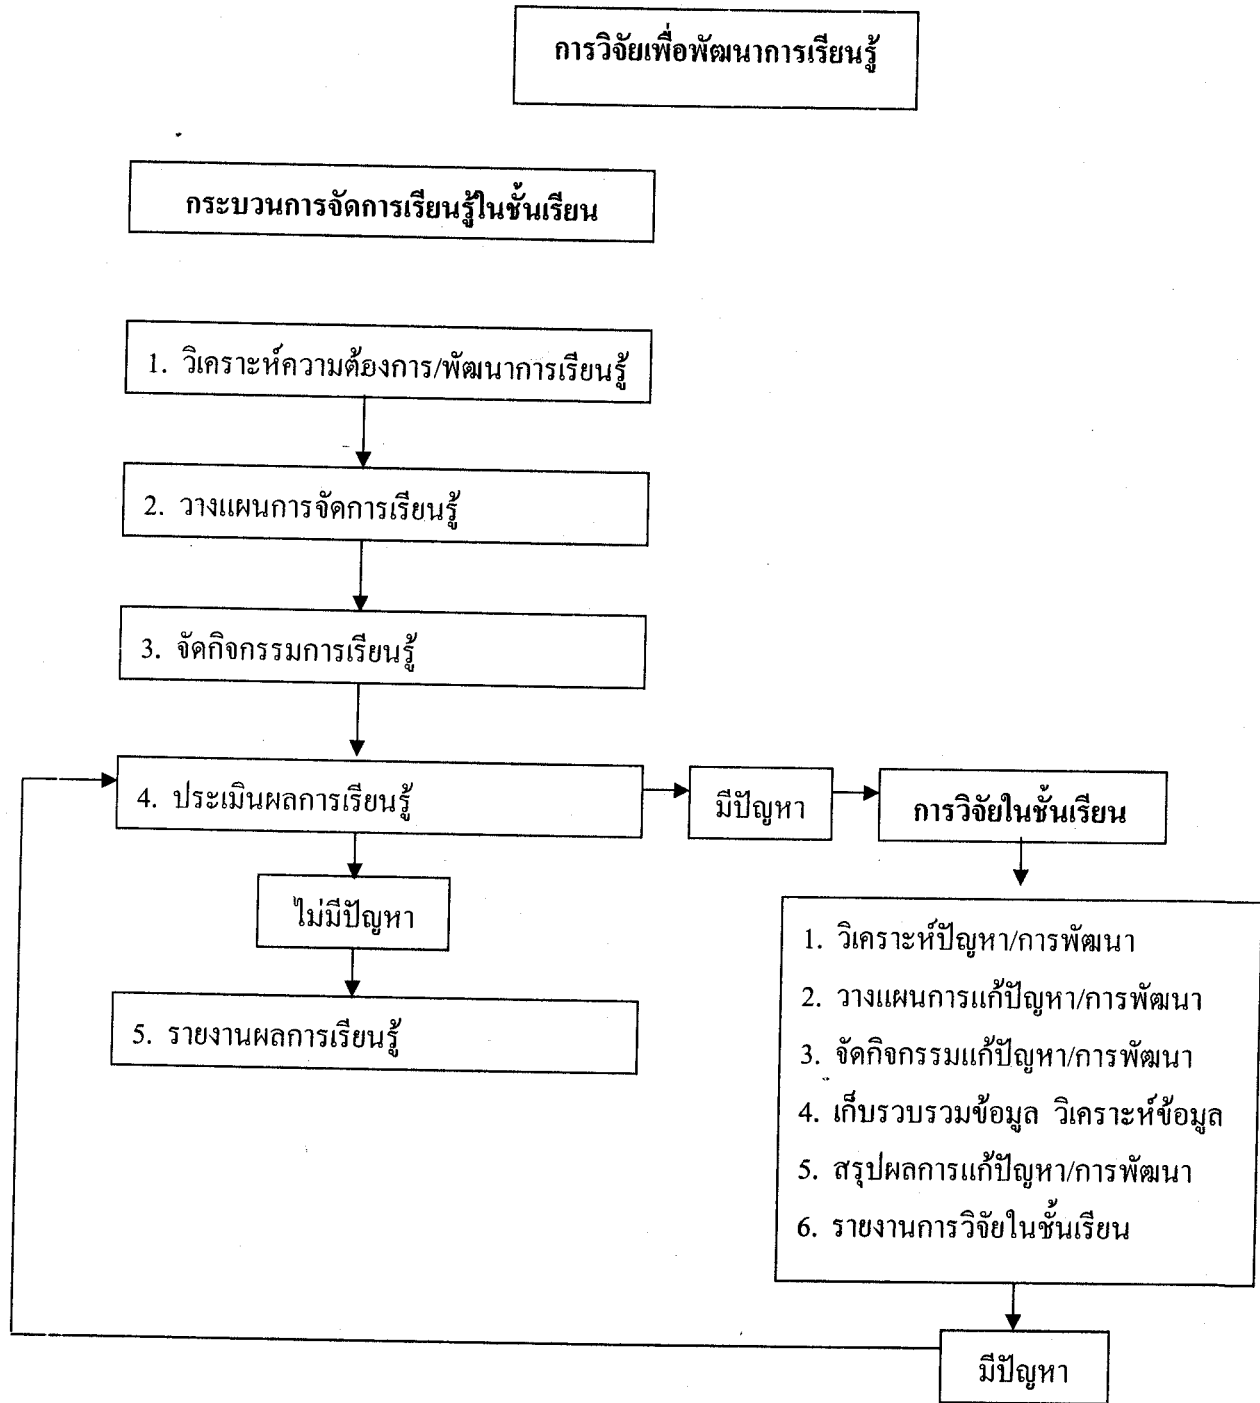 การวิจัยเพื่อพัฒนาการเรียนรู้
กระบวนการจัดการเรียนรู้ในชั้นเรียน
1. วิเคราะห์ความต้องการ/พัฒนาการเรียนรู้
2. วางแผนการจัดการเรียนรู้
3. จัดกิจกรรมการเรียนรู้
4. ประเมินผลการเรียนรู้
มีปัญหา
การวิจัยในชั้นเรียน
ไม่มีปัญหา
5. รายงานผลการเรียนรู้
1. วิเคราะห์ปัญหา/การพัฒนา
2. วางแผนการแก้ปัญหา/การพัฒนา
3. จัดกิจกรรมแก้ปัญหา/การพัฒนา
4. เก็บรวบรวมข้อมูล วิเคราะห์ข้อมูล
5. สรุปผลการแก้ปัญหา/การพัฒนา
6. รายงานการวิจัยในชั้นเรียน
มีปัญหา